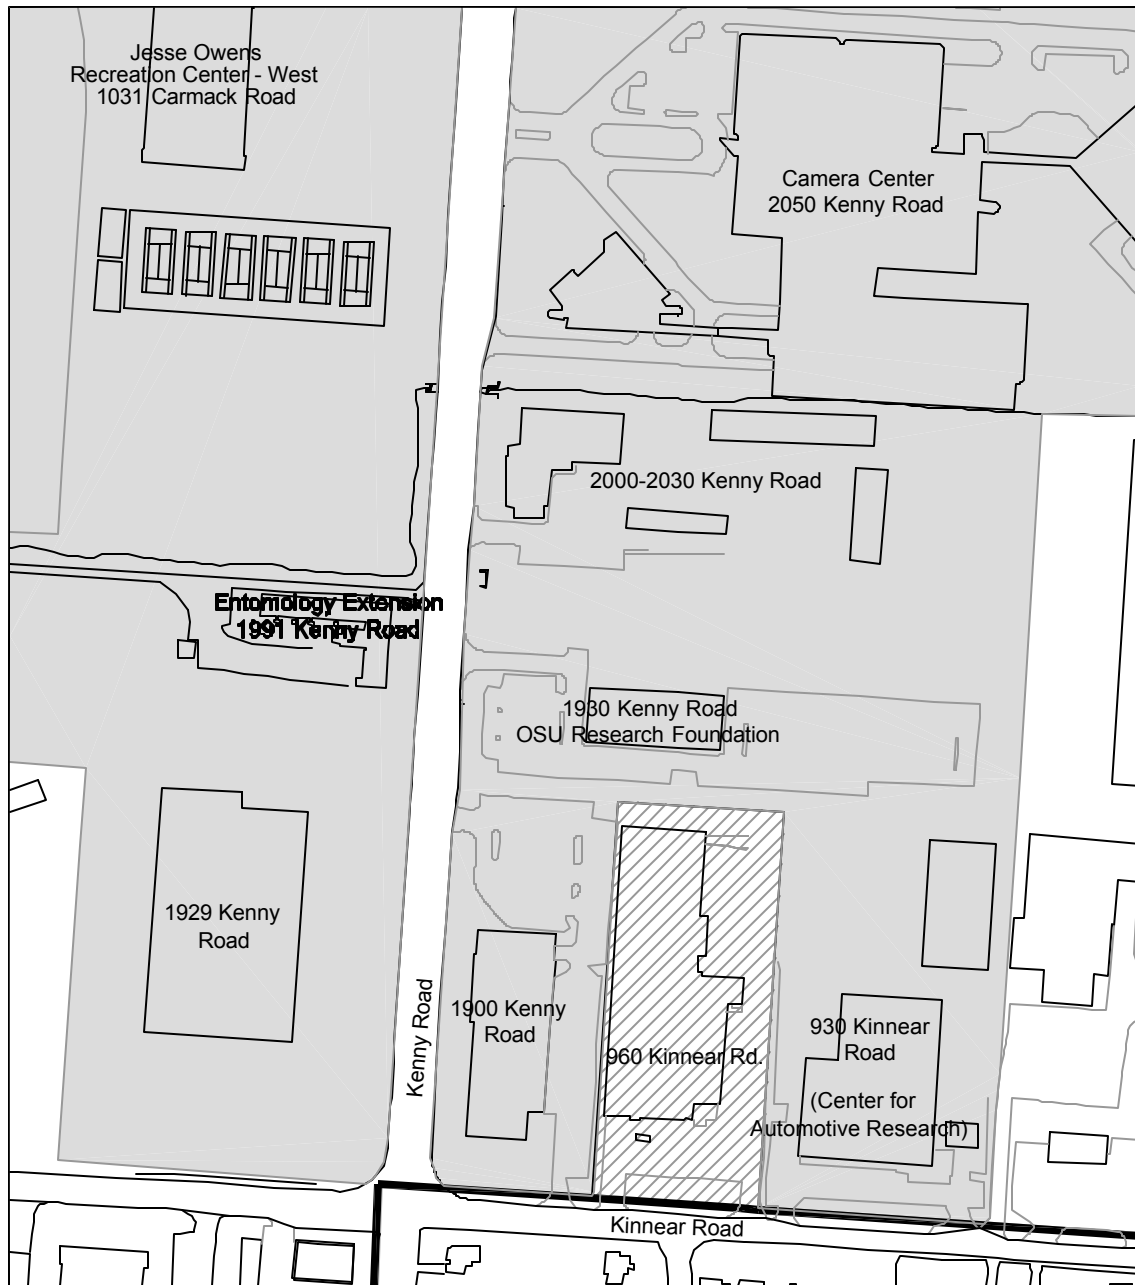 Jesse Owens
Recreation Center - West
1031 Carmack Road
Camera Center
2050 Kenny Road
2000-2030 Kenny Road
Entomology Extension
1991 Kenny Road
1930 Kenny Road
OSU Research Foundation
1929 Kenny
Road
1900 Kenny
Road
Kenny Road
960 Kinnear Rd.
930 Kinnear
Road
(Center for
Automotive Research)
Kinnear Road